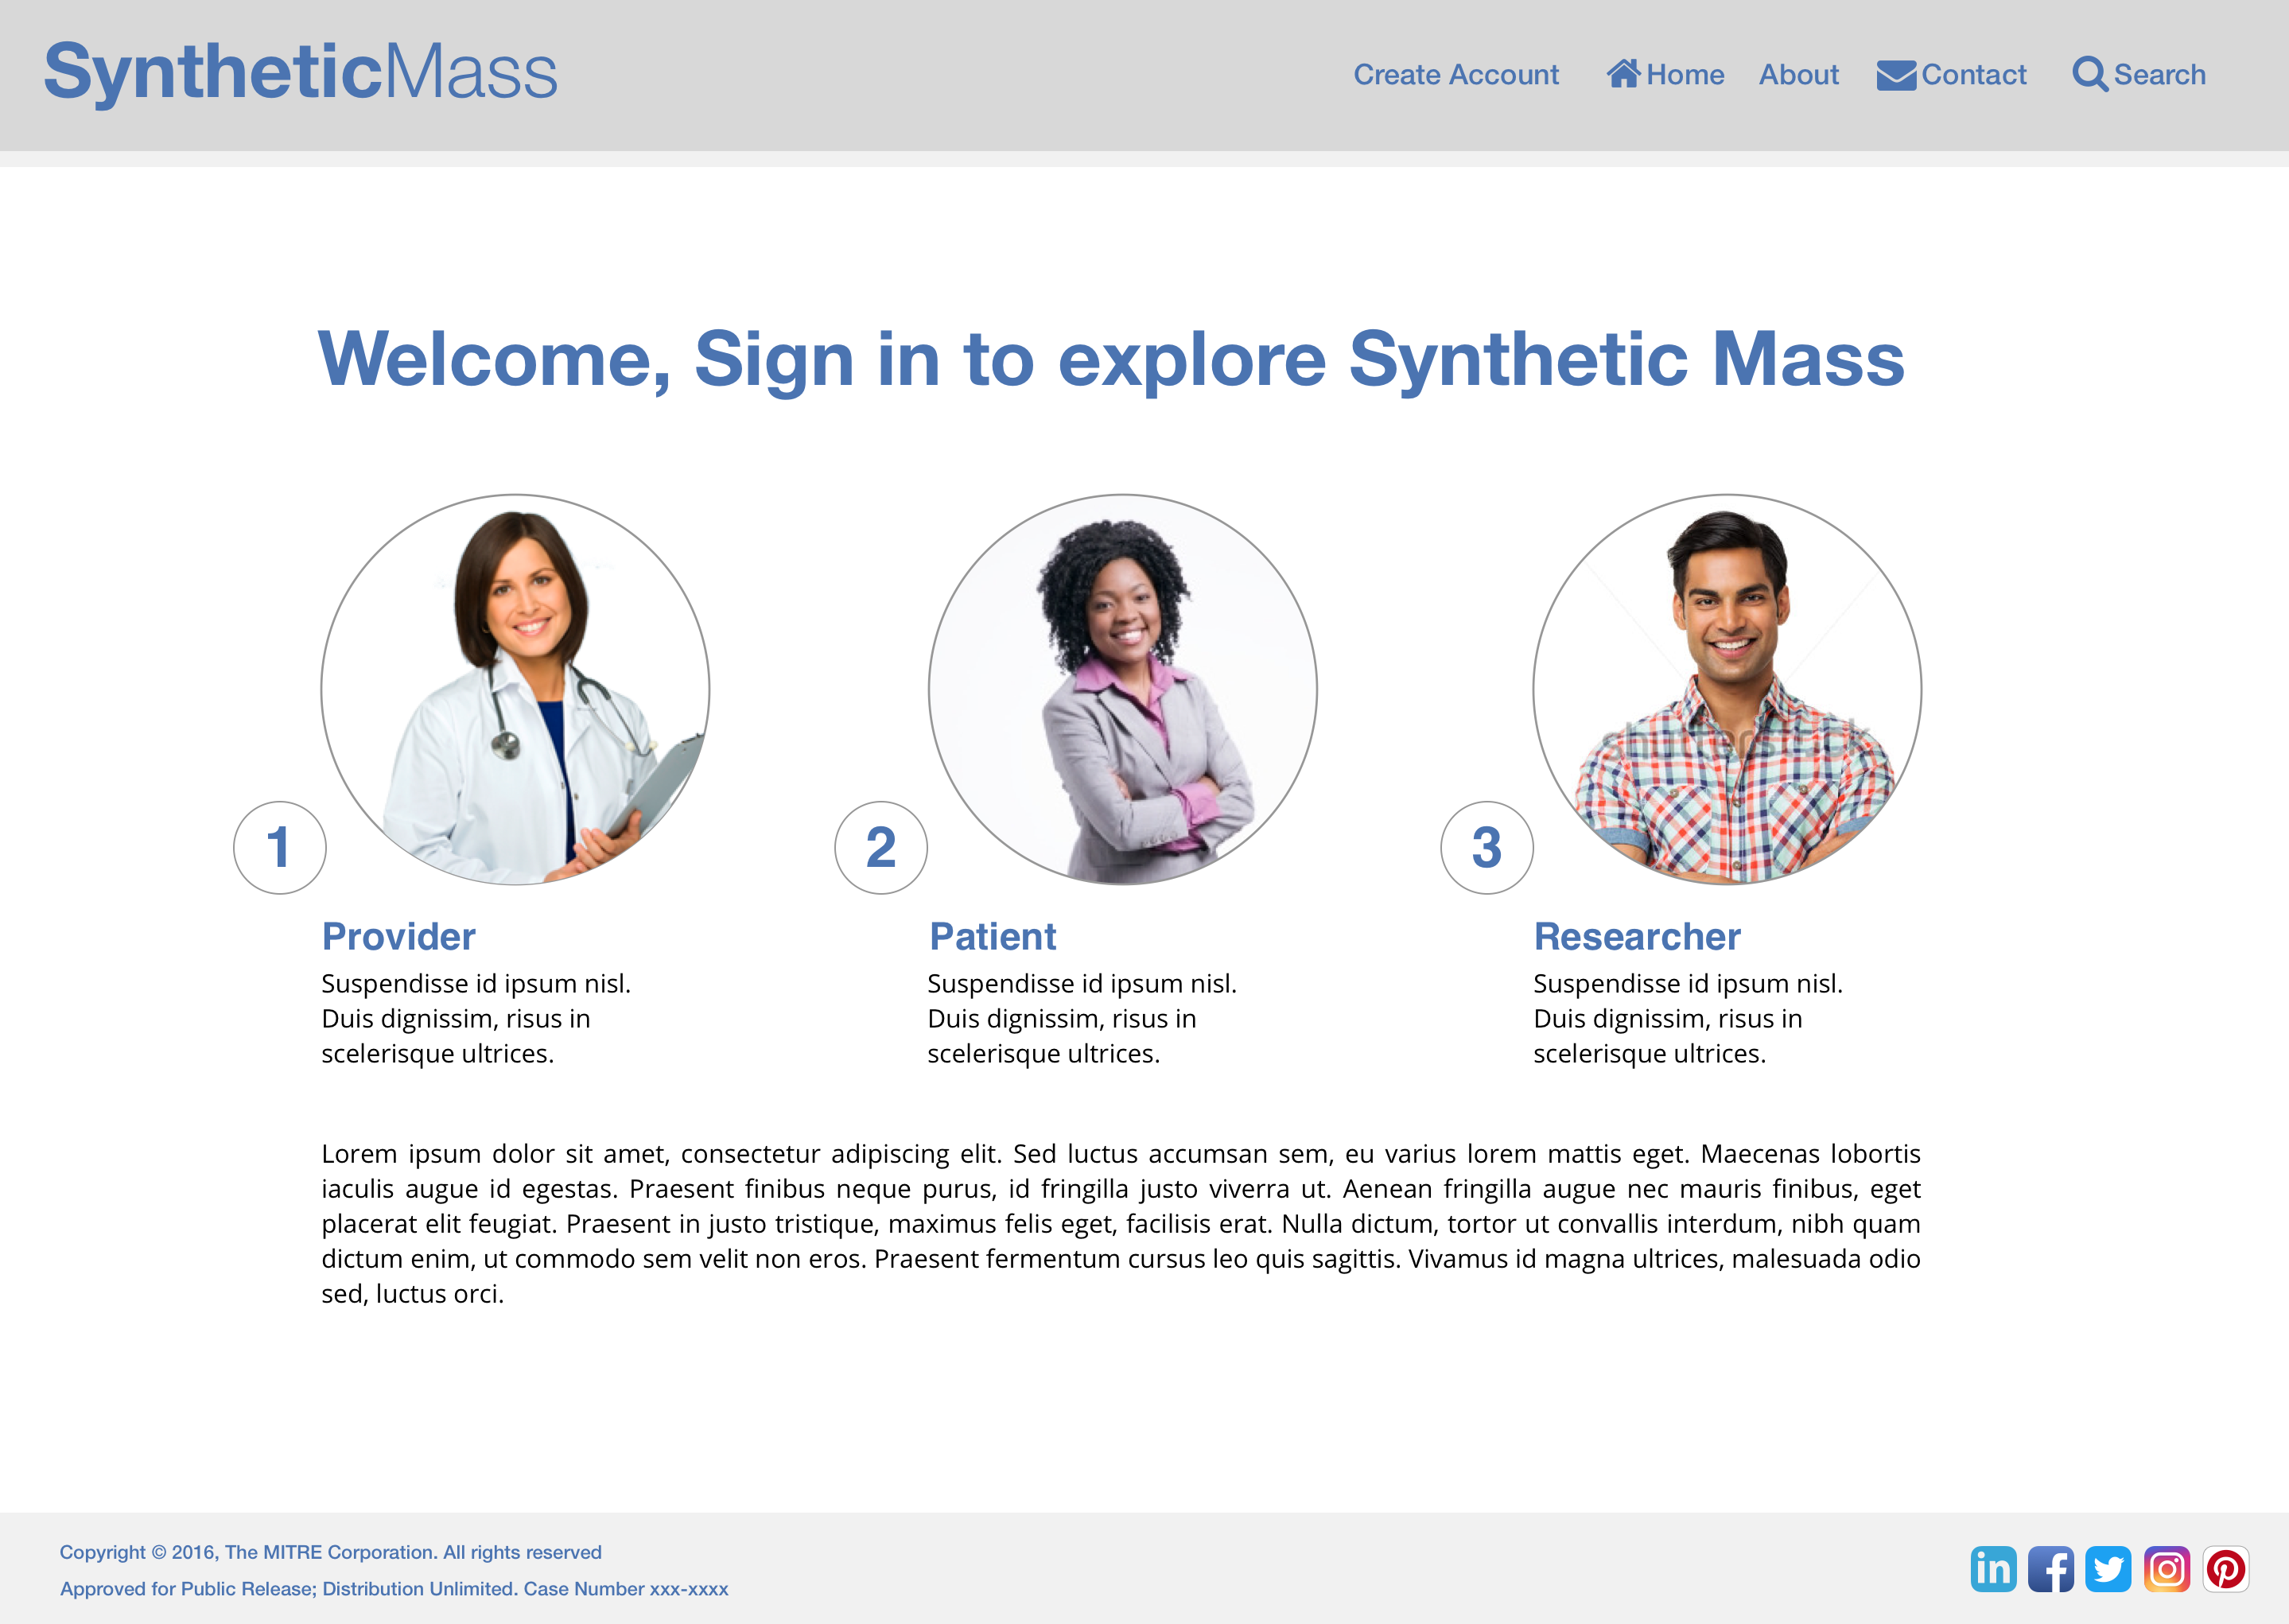 SyntheticMass
Create Account Home About Contact Search
Welcome, Sign in to explore Synthetic Mass
shutterstock
1
2
3
Provider
Suspendisse id ipsum nisl.
Duis dignissim, risus in
scelerisque ultrices.
Patient
Suspendisse id ipsum nisl.
Duis dignissim, risus in
scelerisque ultrices.
Researcher
Suspendisse id ipsum nisl.
Duis dignissim, risus in
scelerisque ultrices.
Lorem ipsum dolor sit amet, consectetur adipiscing elit. Sed luctus accumsan sem, eu varius lorem mattis eget. Maecenas lobortis
iaculis augue id egestas. Praesent finibus neque purus, id fringilla justo viverra ut. Aenean fringilla augue nec mauris finibus, eget
placerat elit feugiat. Praesent in justo tristique, maximus felis eget, facilisis erat. Nulla dictum, tortor ut convallis interdum, nibh quam
dictum enim, ut commodo sem velit non eros. Praesent fermentum cursus leo quis sagittis. Vivamus id magna ultrices, malesuada odio
sed, luctus orci.
Copyright © 2016, The MITRE Corporation. All rights reserved
Approved for Public Release; Distribution Unlimited. Case Number xxx-xxxx
in f